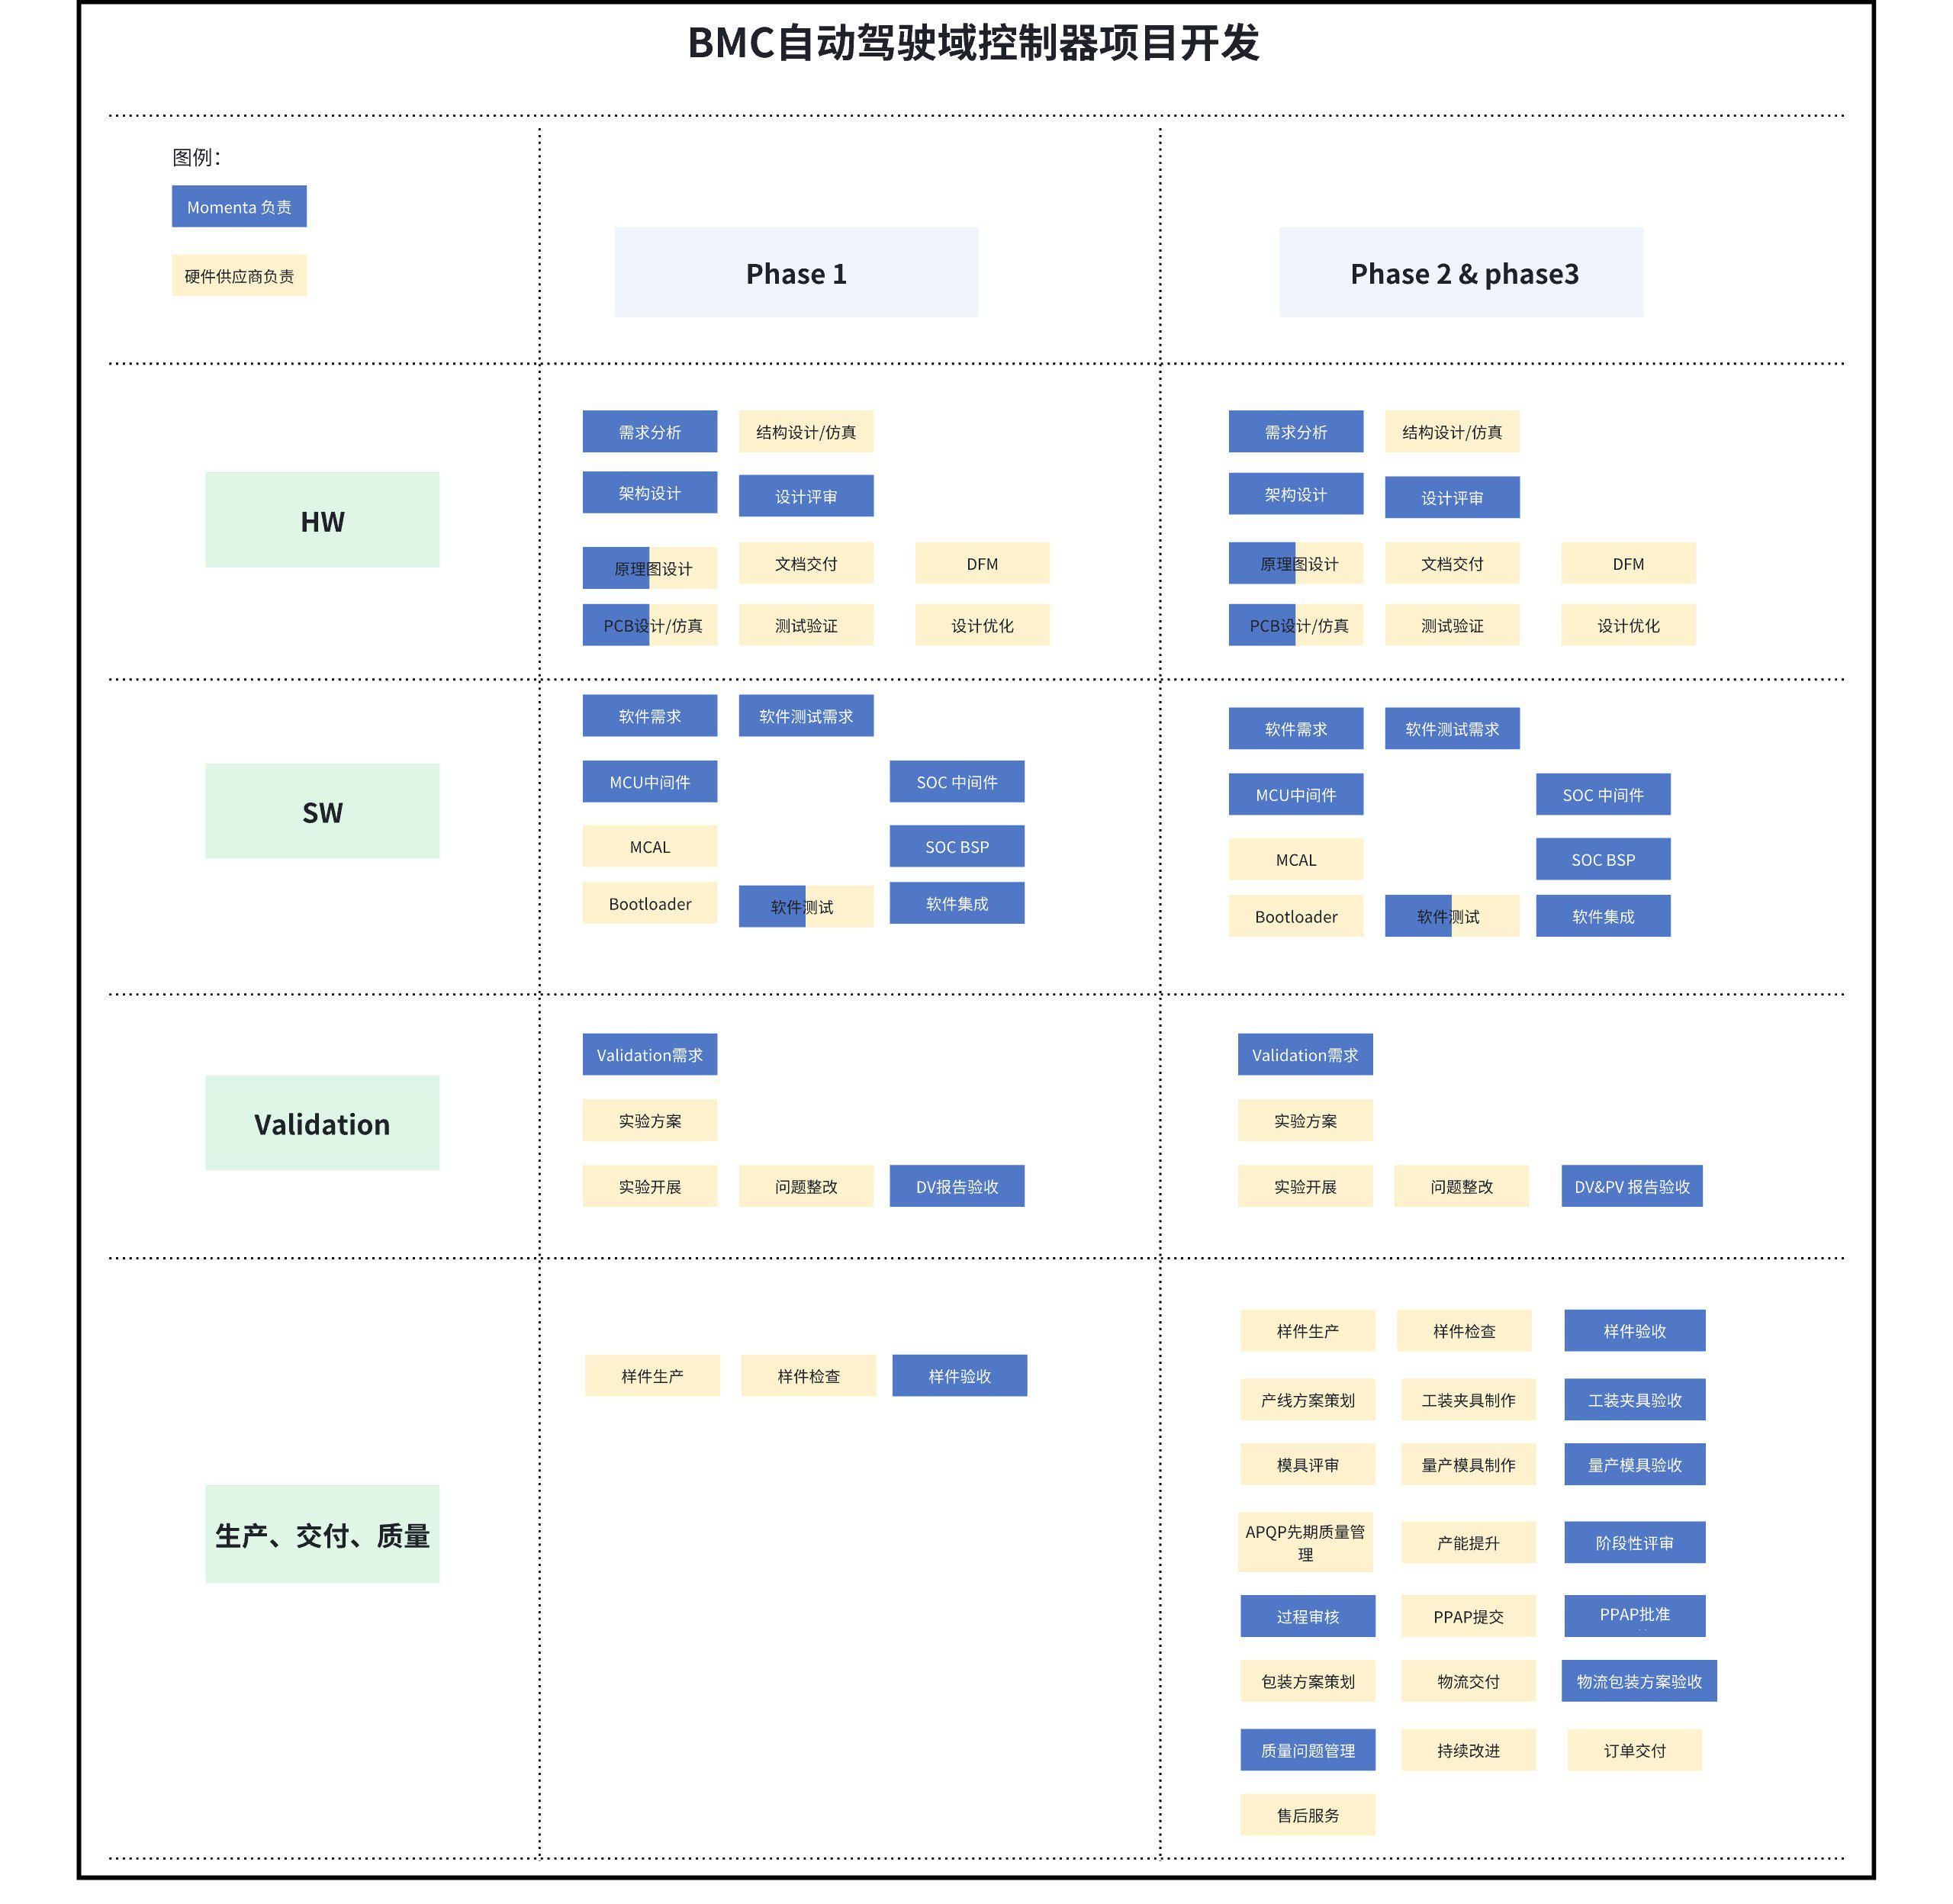 BMC自动驾驶域控制器项目开发
图例：
Momenta 负责
硬件供应商负责
Phase 1
Phase 2 & phase3
HW
需求分析
结构设计/仿真
架构设计
设计评审
原理图设计
文档交付
DFM
PCB设计/仿真
测试验证
设计优化
需求分析
结构设计/仿真
架构设计
设计评审
原理图设计
文档交付
DFM
PCB设计/仿真
测试验证
设计优化
SW
软件需求
软件测试需求
MCU中间件
SOC 中间件
MCAL
SOC BSP
Bootloader
软件测试
软件集成
软件需求
软件测试需求
MCU中间件
SOC 中间件
MCAL
SOC BSP
Bootloader
软件测试
软件集成
Validation
Validation需求
实验方案
实验开展
问题整改
DV报告验收
Validation需求
实验方案
实验开展
问题整改
DV&PV 报告验收
生产、交付、质量
样件生产
样件检查
样件验收
样件生产
样件检查
样件验收
产线方案策划
工装夹具制作
工装夹具验收
模具评审
量产模具制作
量产模具验收
APQP先期质量管
理
产能提升
阶段性评审
过程审核
PPAP提交
PPAP批准
包装方案策划
物流交付
物流包装方案验收
质量问题管理
持续改进
订单交付
售后服务